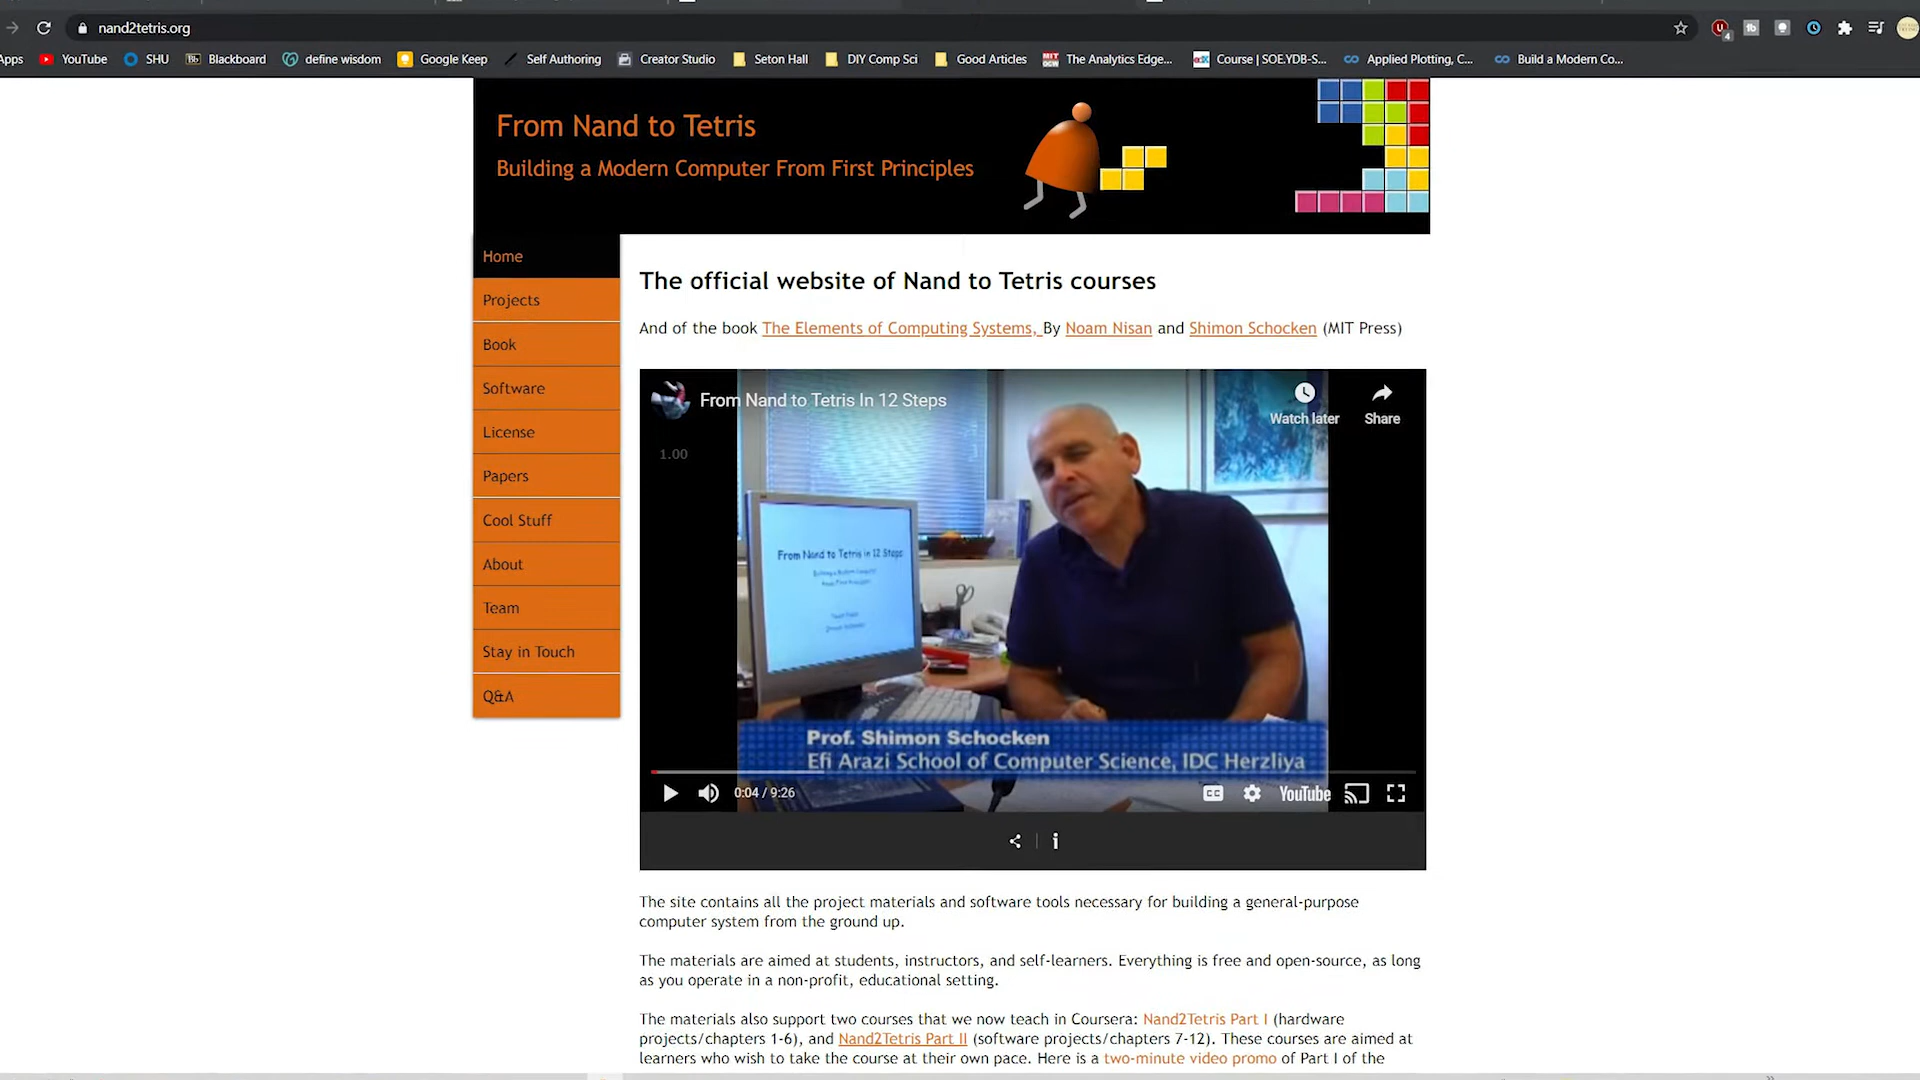 nand2tetris.org
Apps YouTube SHU Blackboard define wisdom Google Keep Self Authoring Creator Studio Seton Hall DIY Comp Sci Good Articles The Analytics Edge... Course | SOE.YDB-S... Applied Plotting, C... Build a Modern Co...
From Nand to Tetris
Building a Modern Computer From First Principles
Home
Projects
Book
Software
License
Papers
Cool Stuff
About
Team
Stay in Touch
Q&A
The official website of Nand to Tetris courses
And of the book The Elements of Computing Systems, By Noam Nisan and Shimon Schocken (MIT Press)
From Nand to Tetris In 12 Steps
Watch later
Share
1.00
From Nand to Tetris in 12 Steps
Prof. Shimon Schocken
Efi Arazi School of Computer Science, IDC Herzliya
0:04 / 9:26
CC
YouTube
The site contains all the project materials and software tools necessary for building a general-purpose
computer system from the ground up.
The materials are aimed at students, instructors, and self-learners. Everything is free and open-source, as long
as you operate in a non-profit, educational setting.
The materials also support two courses that we now teach in Coursera: Nand2Tetris Part I (hardware
projects/chapters 1-6), and Nand2Tetris Part II (software projects/chapters 7-12). These courses are aimed at
learners who wish to take the course at their own pace. Here is a two-minute video promo of Part I of the